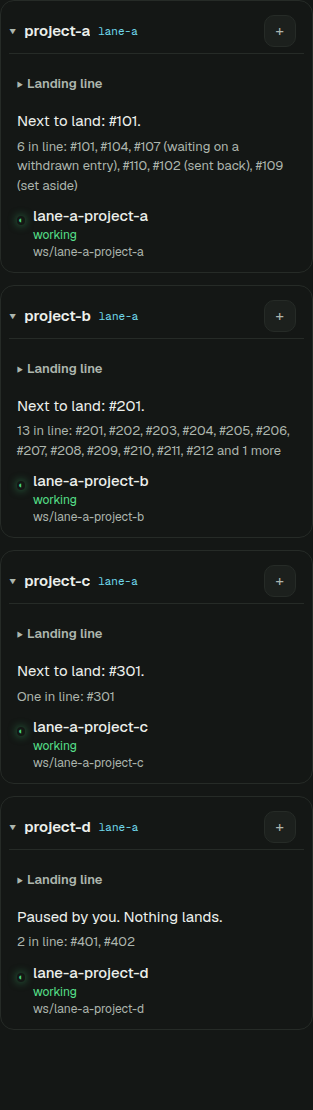 ▾ project-a lane-a +
▸ Landing line
Next to land: #101.
6 in line: #101, #104, #107 (waiting on a
withdrawn entry), #110, #102 (sent back), #109
(set aside)
lane-a-project-a
working
ws/lane-a-project-a
▾ project-b lane-a +
▸ Landing line
Next to land: #201.
13 in line: #201, #202, #203, #204, #205, #206,
#207, #208, #209, #210, #211, #212 and 1 more
lane-a-project-b
working
ws/lane-a-project-b
▾ project-c lane-a +
▸ Landing line
Next to land: #301.
One in line: #301
lane-a-project-c
working
ws/lane-a-project-c
▾ project-d lane-a +
▸ Landing line
Paused by you. Nothing lands.
2 in line: #401, #402
lane-a-project-d
working
ws/lane-a-project-d